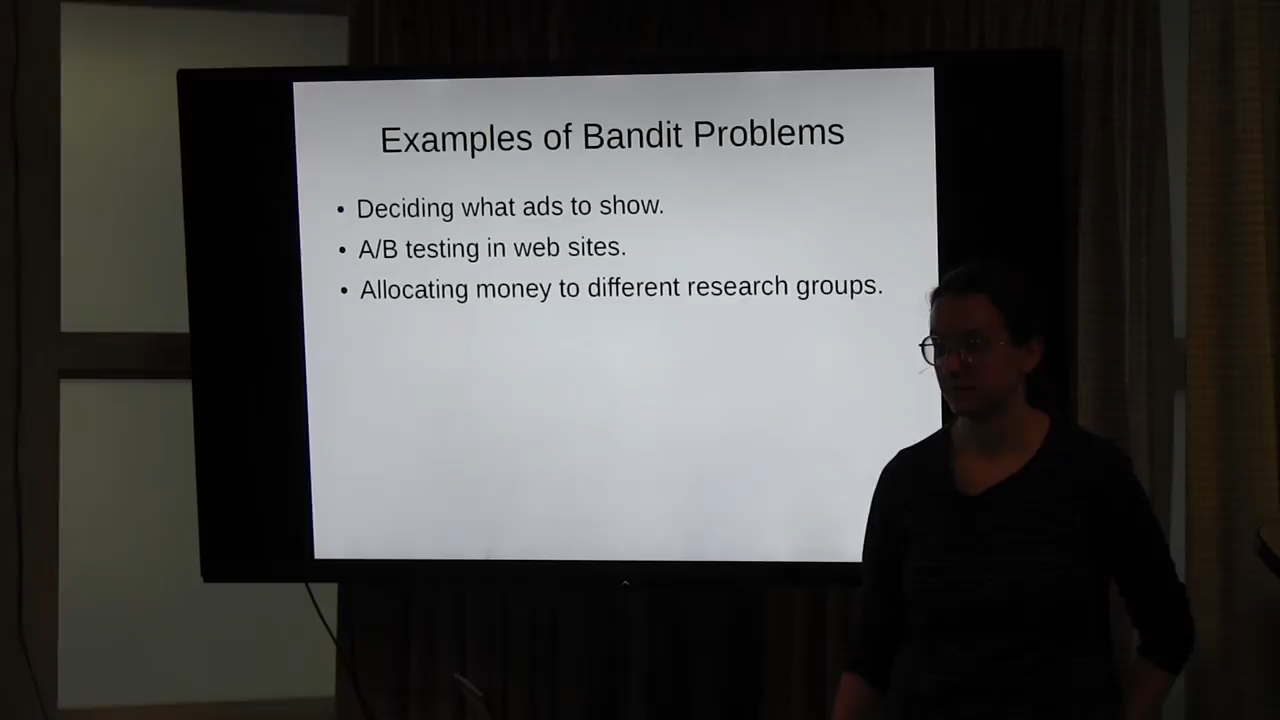 Examples of Bandit Problems
• Deciding what ads to show.
• A/B testing in web sites.
• Allocating money to different research groups.